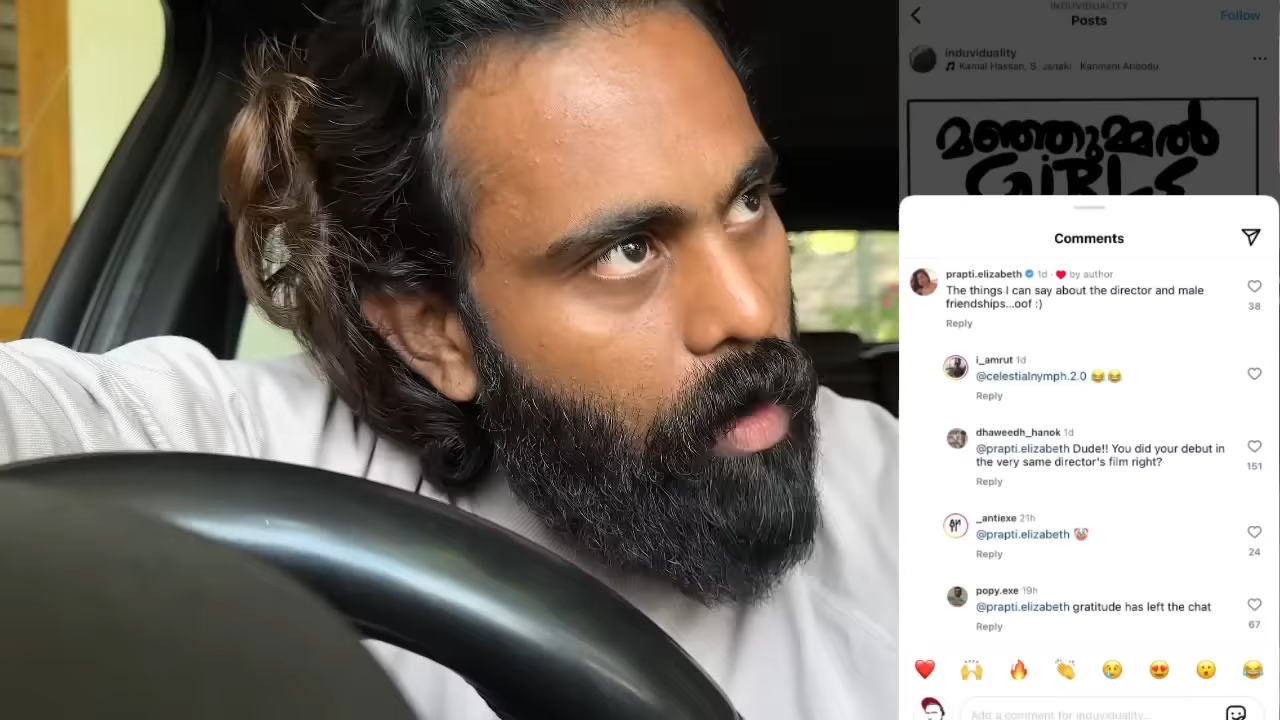 INDUVIDUALITY
Posts
Follow
induviduality
Kamal Hassan, S. Janaki · Kanmani Anbodu
മഞ്ഞുമ്മൽ
GiRLS
Comments
prapti.elizabeth 1d · ❤️ by author
The things I can say about the director and male
friendships...oof :)
38
Reply
i_amrut 1d
@celestialnymph.2.0 😂😂
Reply
dhaweedh_hanok 1d
@prapti.elizabeth Dude!! You did your debut in
the very same director's film right?
151
Reply
_antiexe 21h
@prapti.elizabeth 🤡
24
Reply
popy.exe 19h
@prapti.elizabeth gratitude has left the chat
67
Reply
❤️ 🙌 🔥 👏 😢 😍 😮 😂
Add a comment for induviduality...